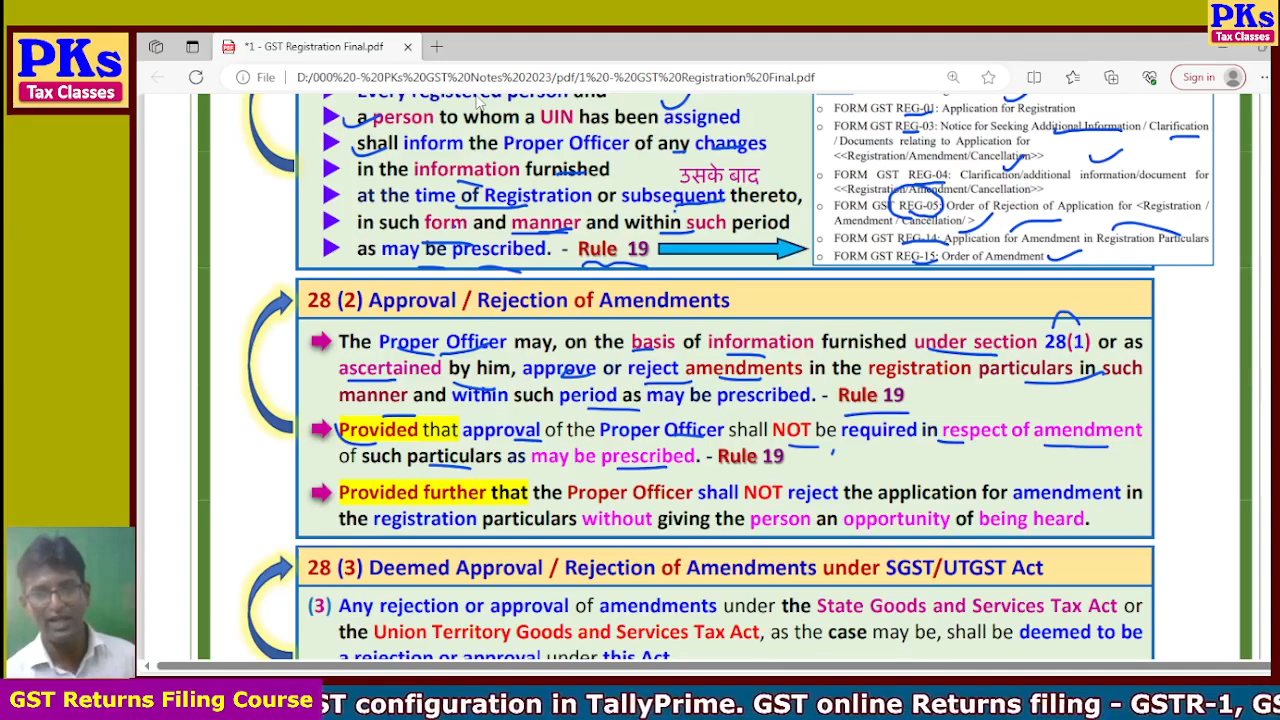 PKs
Tax Classes
*1 - GST Registration Final.pdf
PKs
Tax Classes
File
D:/000%20-%20PKs%20GST%20Notes%202023/pdf/1%20-%20GST%20Registration%20Final.pdf
Sign in
Every registered person and
a person to whom a UIN has been assigned
shall inform the Proper Officer of any changes
in the information furnished
उसके बाद
at the time of Registration or subsequent thereto,
in such form and manner and within such period
as may be prescribed. - Rule 19
FORM GST REG-01: Application for Registration
FORM GST REG-03: Notice for Seeking Additional Information / Clarification
/Documents relating to Application for
<<Registration/Amendment/Cancellation>>
FORM GST REG-04: Clarification/additional information/document for
<<Registration/Amendment/Cancellation>>
FORM GST REG-05: Order of Rejection of Application for <Registration /
Amendment / Cancellation/ >
FORM GST REG-14: Application for Amendment in Registration Particulars
FORM GST REG-15: Order of Amendment
28 (2) Approval / Rejection of Amendments
The Proper Officer may, on the basis of information furnished under section 28(1) or as
ascertained by him, approve or reject amendments in the registration particulars in such
manner and within such period as may be prescribed. - Rule 19
Provided that approval of the Proper Officer shall NOT be required in respect of amendment
of such particulars as may be prescribed. - Rule 19
Provided further that the Proper Officer shall NOT reject the application for amendment in
the registration particulars without giving the person an opportunity of being heard.
28 (3) Deemed Approval / Rejection of Amendments under SGST/UTGST Act
(3) Any rejection or approval of amendments under the State Goods and Services Tax Act or
the Union Territory Goods and Services Tax Act, as the case may be, shall be deemed to be
a rejection or approval under this Act.
GST Returns Filing Course
ST configuration in TallyPrime. GST online Returns filing - GSTR-1, GS